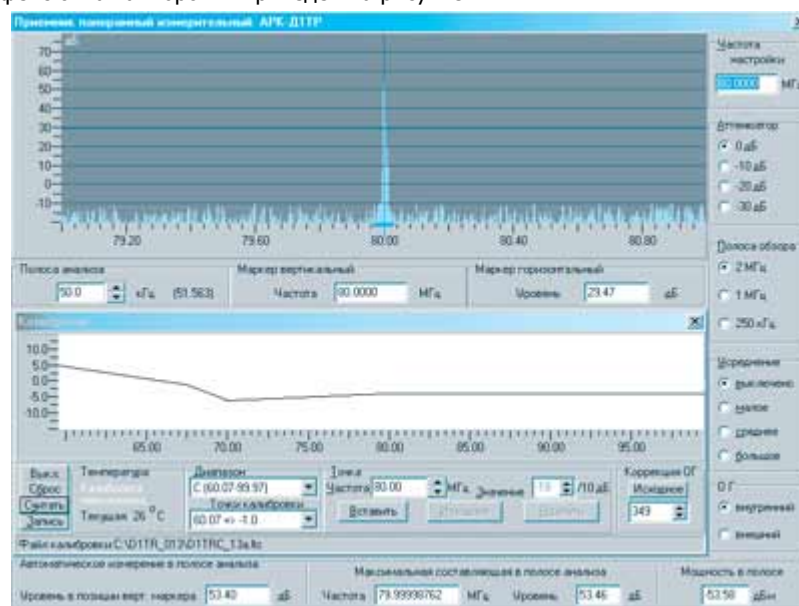 Приемник панорамный измерительный АРК-Д1ТР
дБ
70
60
50
40
30
20
10
0
-10
79.20 79.60 80.00 80.40 80.80
Частота настройки
80.0000 МГц
Аттенюатор
0 дБ
-10 дБ
-20 дБ
-30 дБ
Полоса обзора
2 МГц
1 МГц
250 кГц
Усреднение
выключено
малое
среднее
большое
ОГ
внутренний
внешний
Полоса анализа
50.0 кГц (51.563)
Маркер вертикальный
Частота 80.0000 МГц
Маркер горизонтальный
Уровень 29.47 дБ
10.0
5.0
0.0
-5.0
-10.0
65.00 70.00 75.00 80.00 85.00 90.00 95.00
Выкл.
Сброс
Считать
Запись
Температура
Текущая 26 °C
Диапазон
C (60.07-99.97)
Точки калибровки
60.07 => -1.0
Точка
Частота 80.00 МГц Значение /10 дБ
Вставить
Коррекция ОГ
Исходное
349
Файл калибровки C:\D1TR_013\D1TRC_13a.ltc
Автоматическое измерение в полосе анализа
Уровень в позиции верт. маркера 53.40 дБ
Максимальная составляющая в полосе анализа
Частота 79.99998762 МГц Уровень 53.46 дБ
Мощность в полосе
-53.58 дБм